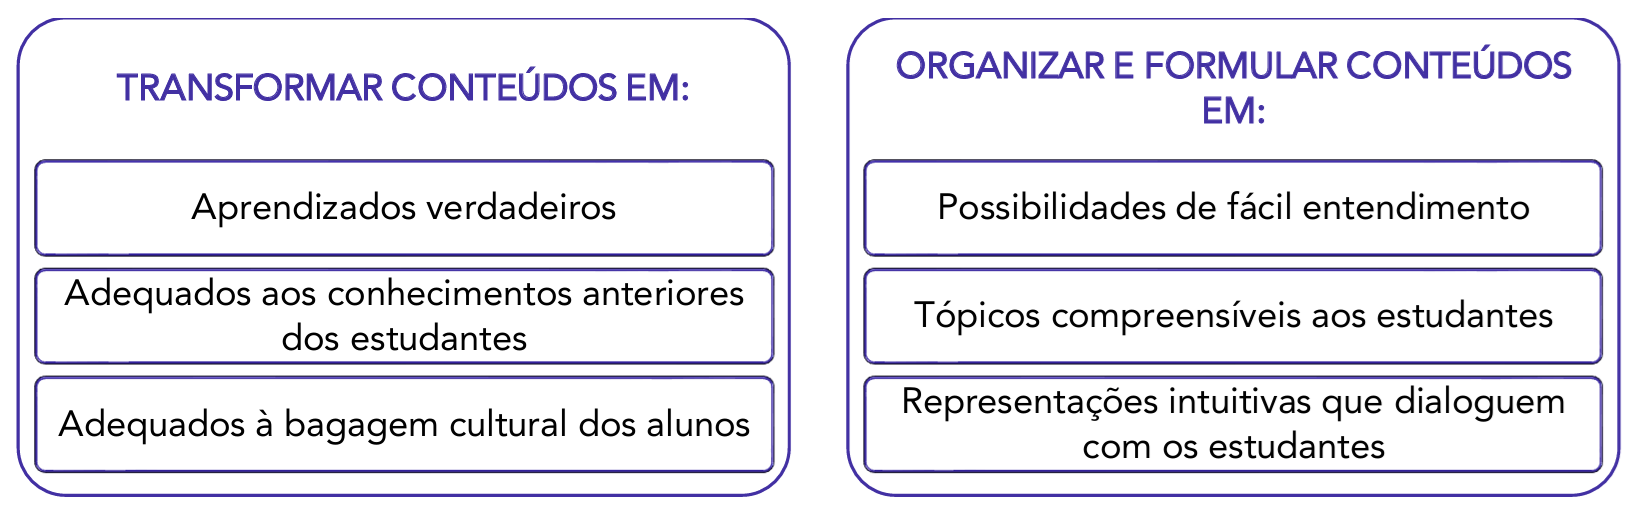 TRANSFORMAR CONTEÚDOS EM:
Aprendizados verdadeiros
Adequados aos conhecimentos anteriores
dos estudantes
Adequados à bagagem cultural dos alunos
ORGANIZAR E FORMULAR CONTEÚDOS
EM:
Possibilidades de fácil entendimento
Tópicos compreensíveis aos estudantes
Representações intuitivas que dialoguem
com os estudantes